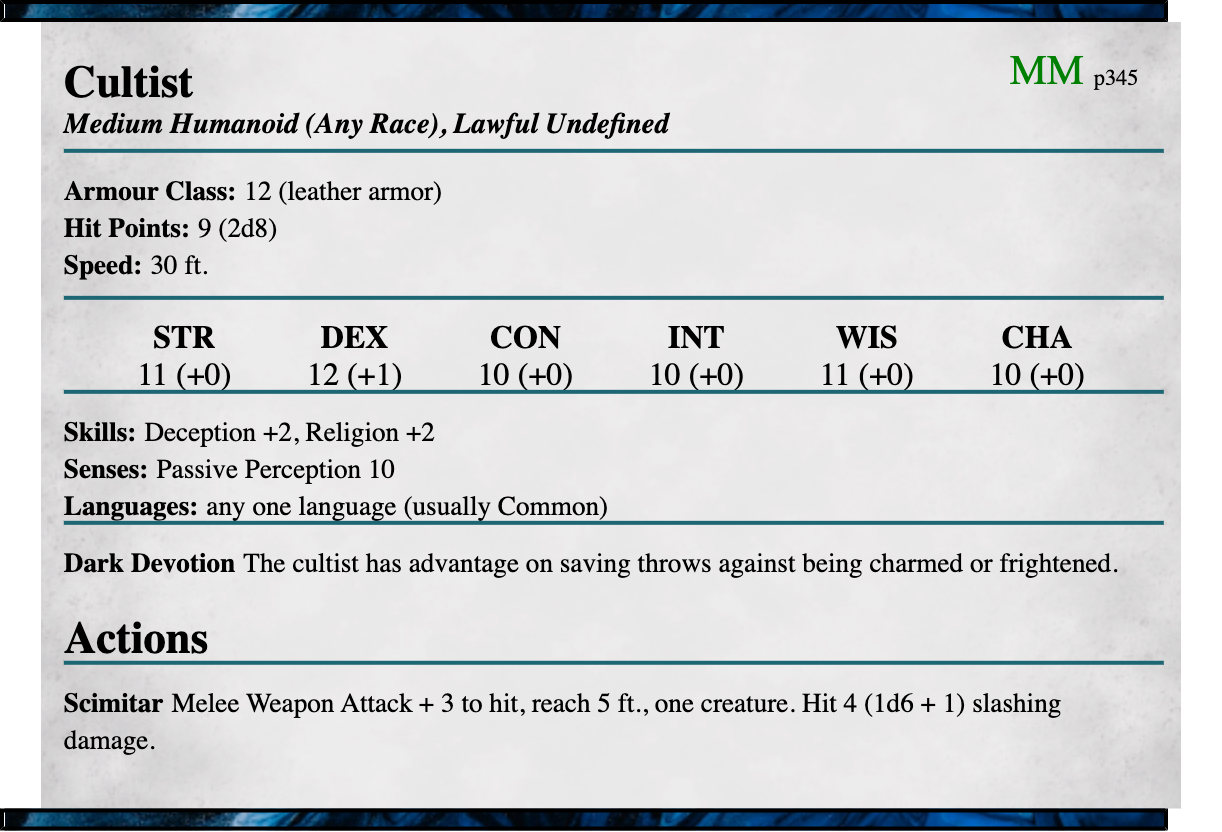 Cultist
MM p345
Medium Humanoid (Any Race), Lawful Undefined
Armour Class: 12 (leather armor)
Hit Points: 9 (2d8)
Speed: 30 ft.
STR DEX CON INT WIS CHA
11 (+0) 12 (+1) 10 (+0) 10 (+0) 11 (+0) 10 (+0)
Skills: Deception +2, Religion +2
Senses: Passive Perception 10
Languages: any one language (usually Common)
Dark Devotion The cultist has advantage on saving throws against being charmed or frightened.
Actions
Scimitar Melee Weapon Attack + 3 to hit, reach 5 ft., one creature. Hit 4 (1d6 + 1) slashing
damage.